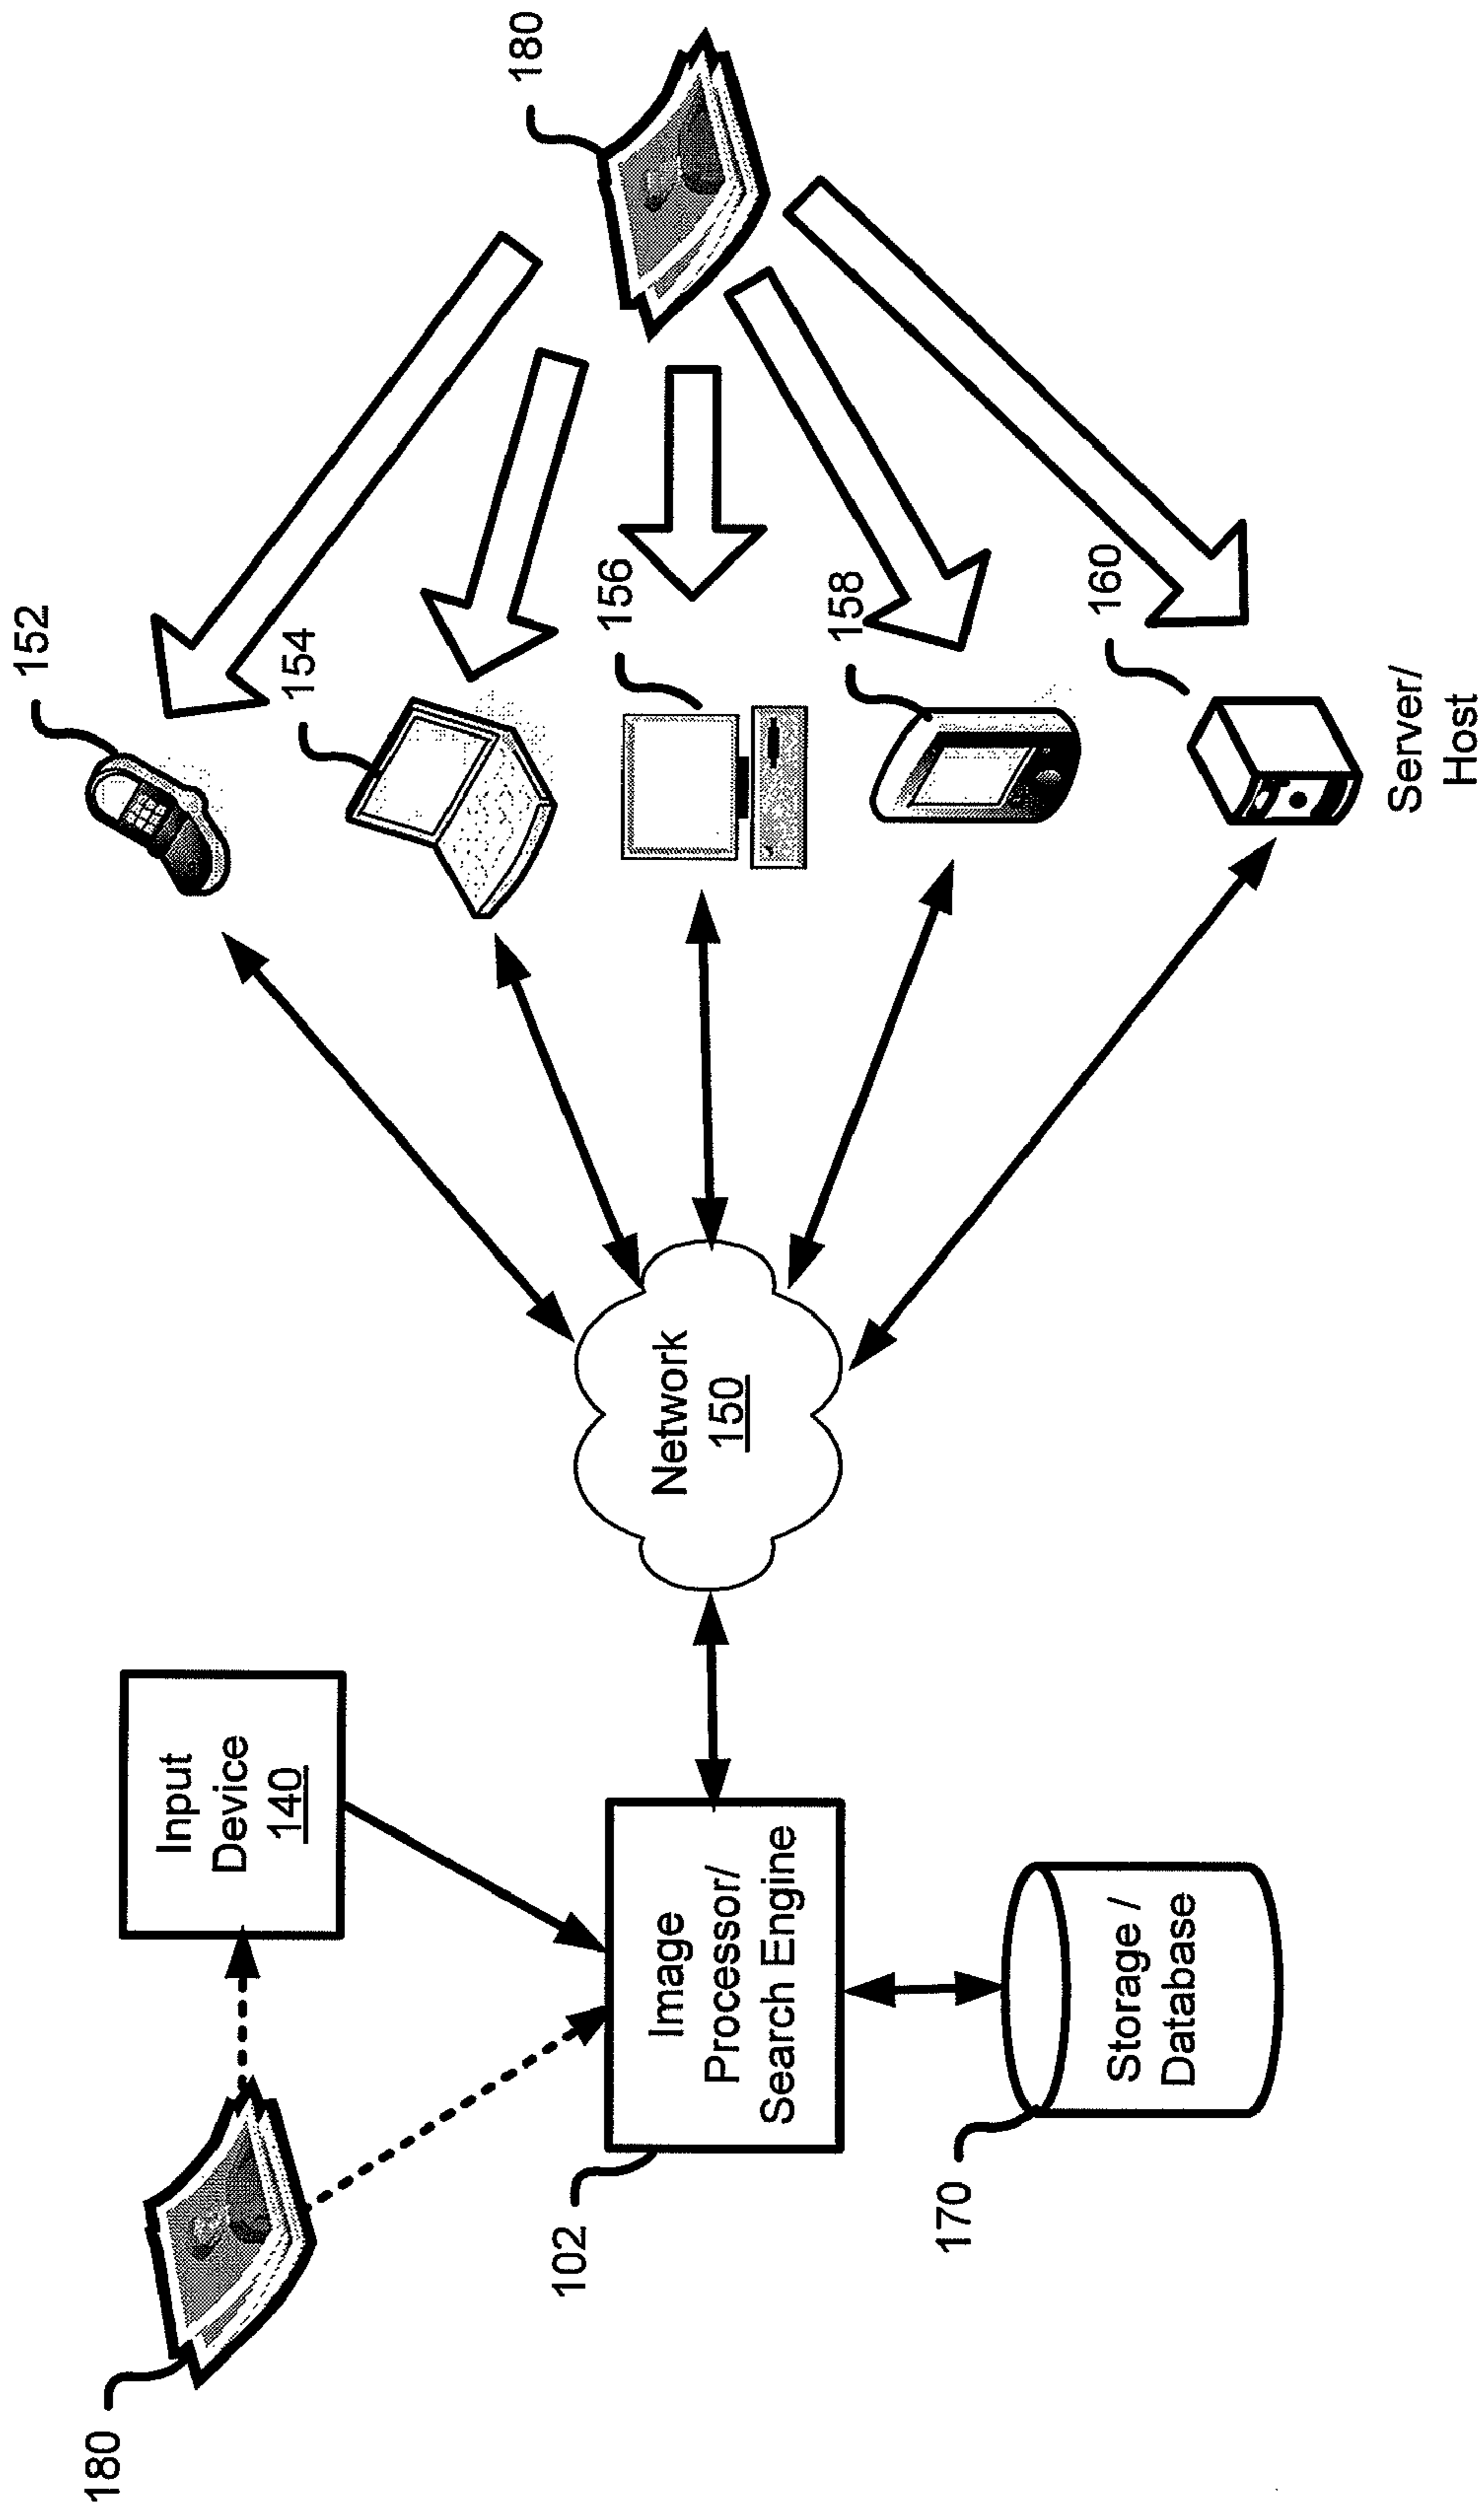 180
Input
Device
140
102
Image
Processor/
Search Engine
170
Storage /
Database
Network
150
152
154
156
158
160
Server/
Host
180